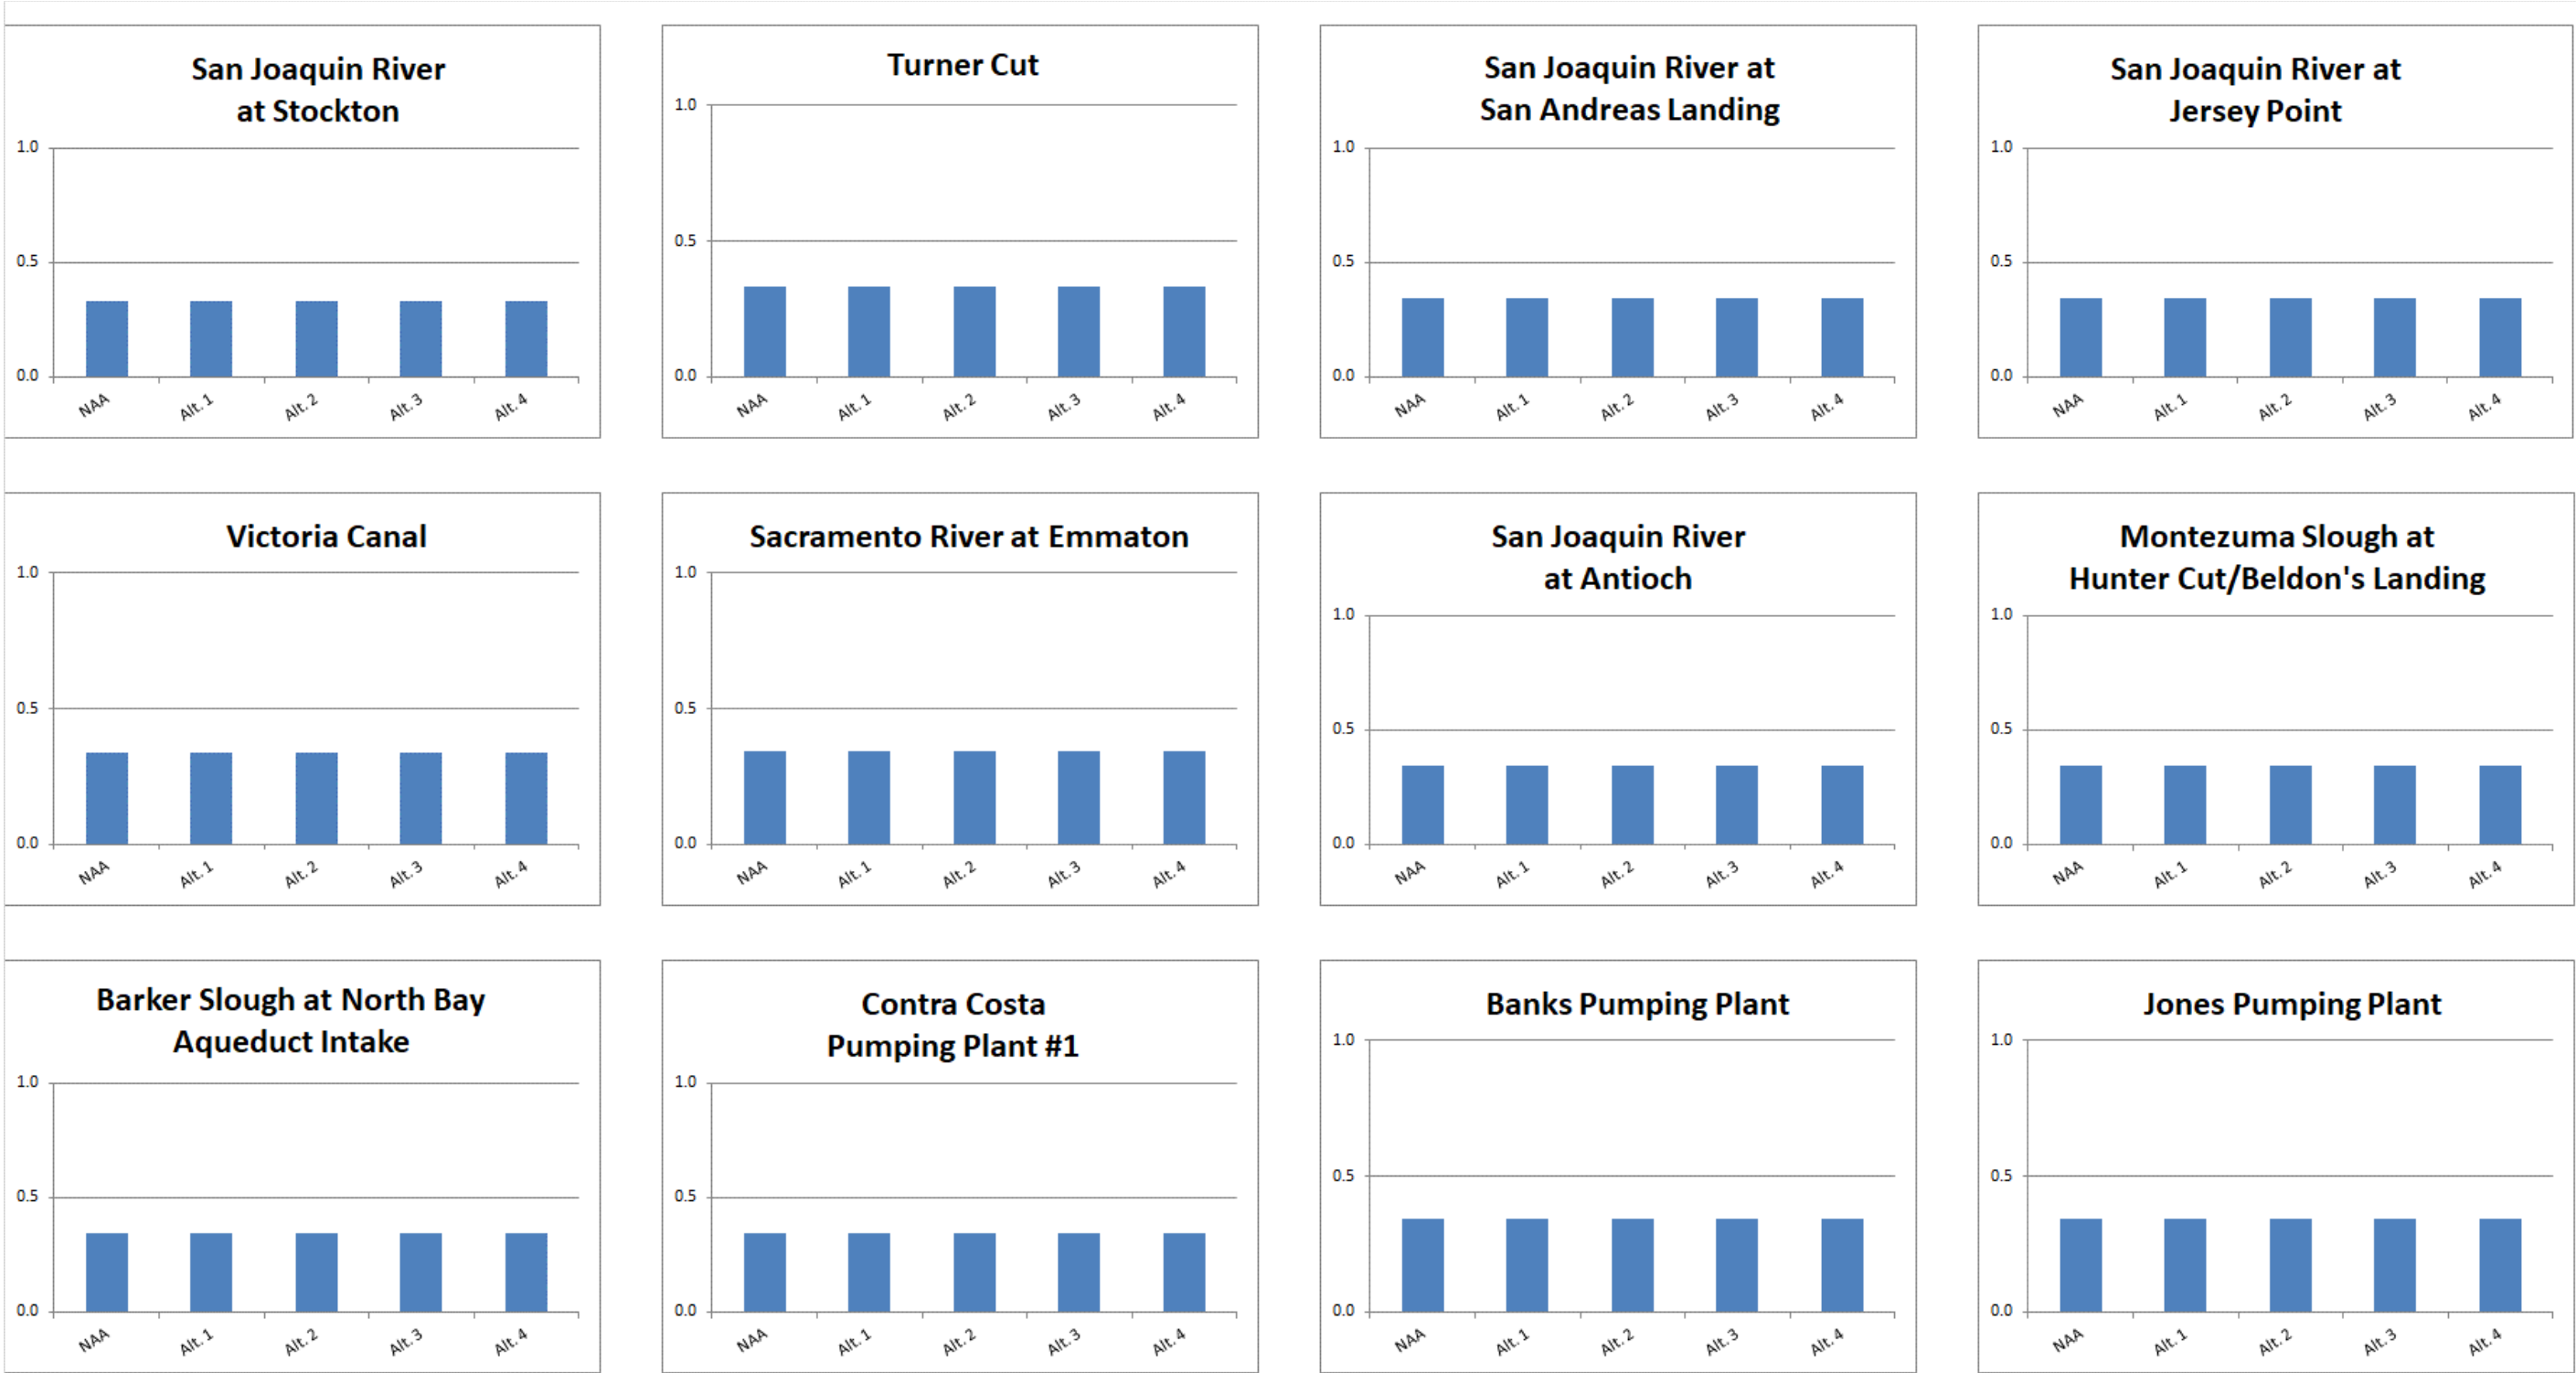 San Joaquin River
at Stockton
1.0
0.5
0.0
NAA
Alt. 1
Alt. 2
Alt. 3
Alt. 4
Turner Cut
1.0
0.5
0.0
NAA
Alt. 1
Alt. 2
Alt. 3
Alt. 4
San Joaquin River at
San Andreas Landing
1.0
0.5
0.0
NAA
Alt. 1
Alt. 2
Alt. 3
Alt. 4
San Joaquin River at
Jersey Point
1.0
0.5
0.0
NAA
Alt. 1
Alt. 2
Alt. 3
Alt. 4
Victoria Canal
1.0
0.5
0.0
NAA
Alt. 1
Alt. 2
Alt. 3
Alt. 4
Sacramento River at Emmaton
1.0
0.5
0.0
NAA
Alt. 1
Alt. 2
Alt. 3
Alt. 4
San Joaquin River
at Antioch
1.0
0.5
0.0
NAA
Alt. 1
Alt. 2
Alt. 3
Alt. 4
Montezuma Slough at
Hunter Cut/Beldon's Landing
1.0
0.5
0.0
NAA
Alt. 1
Alt. 2
Alt. 3
Alt. 4
Barker Slough at North Bay
Aqueduct Intake
1.0
0.5
0.0
NAA
Alt. 1
Alt. 2
Alt. 3
Alt. 4
Contra Costa
Pumping Plant #1
1.0
0.5
0.0
NAA
Alt. 1
Alt. 2
Alt. 3
Alt. 4
Banks Pumping Plant
1.0
0.5
0.0
NAA
Alt. 1
Alt. 2
Alt. 3
Alt. 4
Jones Pumping Plant
1.0
0.5
0.0
NAA
Alt. 1
Alt. 2
Alt. 3
Alt. 4